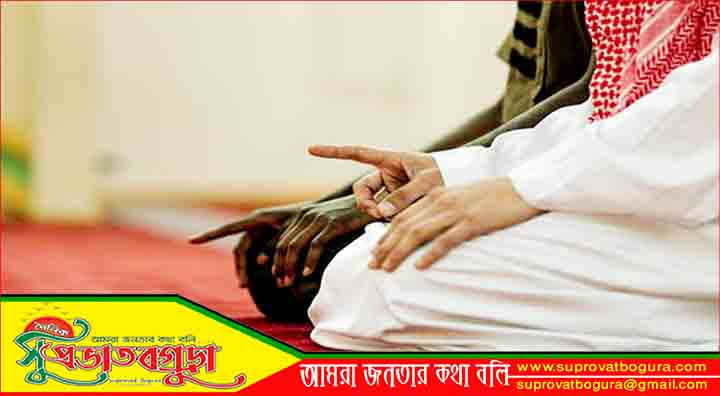 দৈনিক
আমরা জনতার কথা বলি
সুপ্রভাতবগুড়া
আমরা জনতার কথা বলি
www.suprovatbogura.com
suprovatbogura@gmail.com